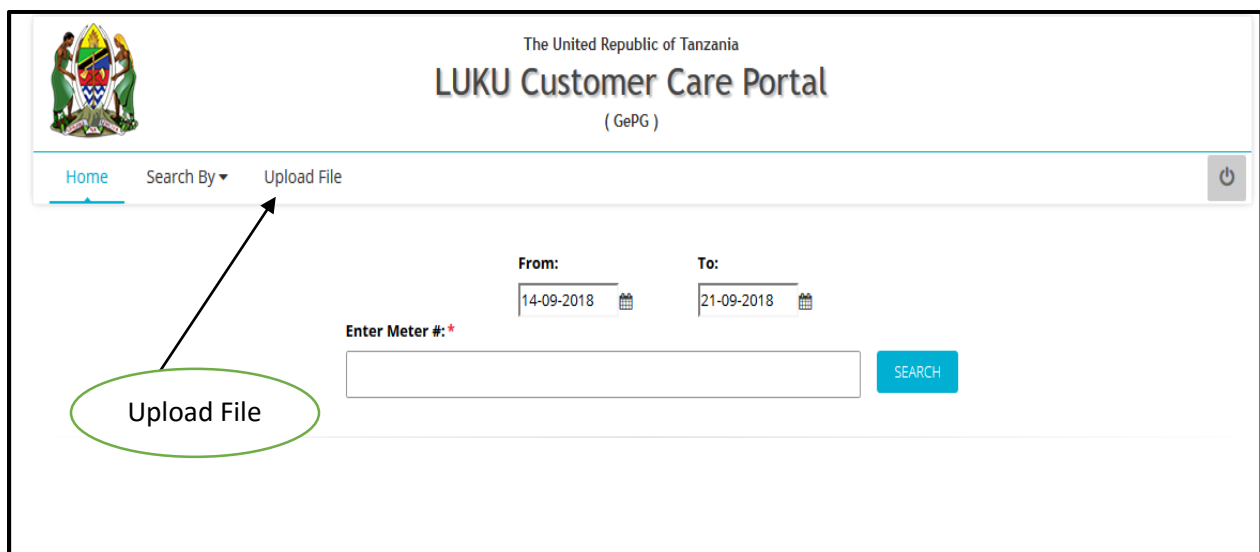 The United Republic of Tanzania
LUKU Customer Care Portal
( GePG )
Home Search By Upload File
From: To:
14-09-2018 21-09-2018
Enter Meter #:*
SEARCH
Upload File